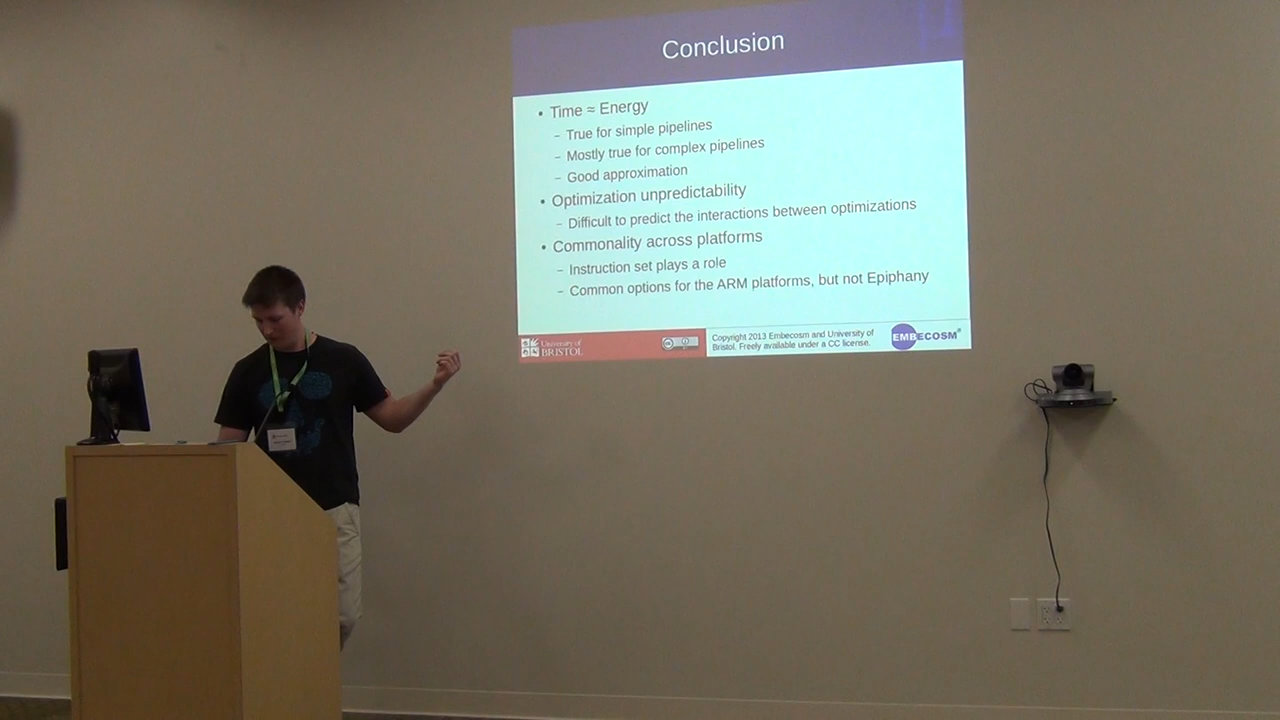 Conclusion
• Time ≈ Energy
– True for simple pipelines
– Mostly true for complex pipelines
– Good approximation
• Optimization unpredictability
– Difficult to predict the interactions between optimizations
• Commonality across platforms
– Instruction set plays a role
– Common options for the ARM platforms, but not Epiphany
University of
BRISTOL
cc
Copyright 2013 Embecosm and University of
Bristol. Freely available under a CC license.
EMBECOSM®